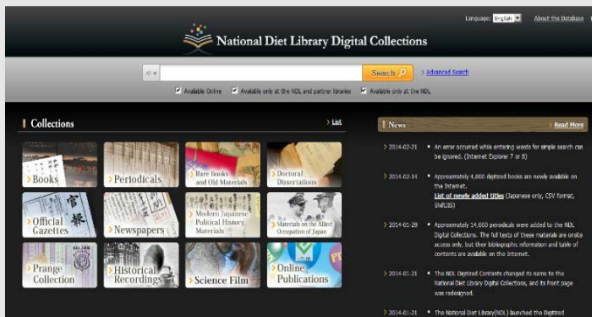 Language: English About this Database
National Diet Library Digital Collections
All
Search
Advanced Search
Available Online Available only at the NDL and partner libraries Available only at the NDL
Collections
List
Books
Periodicals
Rare Books
and Old Materials
Doctoral
Dissertations
Official
Gazettes
官報
Newspapers
Modern Japanese
Political History
Materials
Materials on the Allied
Occupation of Japan
Prange
Collection
Historical
Recordings
Science Film
Online
Publications
News
Read More
2014-02-21 An error occurred while entering words for simple search can
be ignored. (Internet Explorer 7 or 8)
2014-02-14 Approximately 4,000 digitized books are newly available on
the Internet.
List of newly added titles (Japanese only, CSV format,
2014-01-29 Approximately 14,000 periodicals were added to the NDL
Digital Collections. The full texts of these materials are onsite
access only, but their bibliographic information and table of
contents are available on the Internet.
2014-01-21 The NDL Digitized Contents changed its name to the
National Diet Library Digital Collections, and its front page
was redesigned.
2014-01-21 The National Diet Library(NDL) launched the Digitized